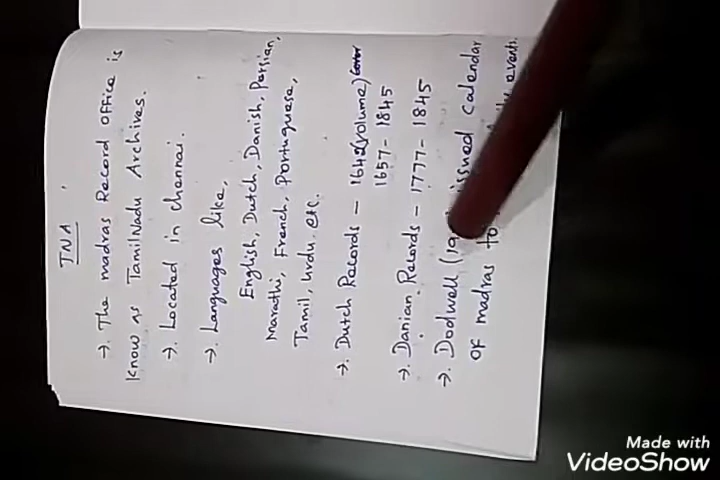 TNA
→. The madras Record office is
Know as TamilNadu Archives.
→. Located in Chennai.
→. Languages like,
English, Dutch, Danish, Persian,
Marathi, French, Portuguese,
Tamil, Urdu. etc.
→. Dutch Records - 1642(volume)
1657-1845
→. Danian Records - 1777-1845
→. Dodwell (19 issued calendar
of madras
Made with
VideoShow